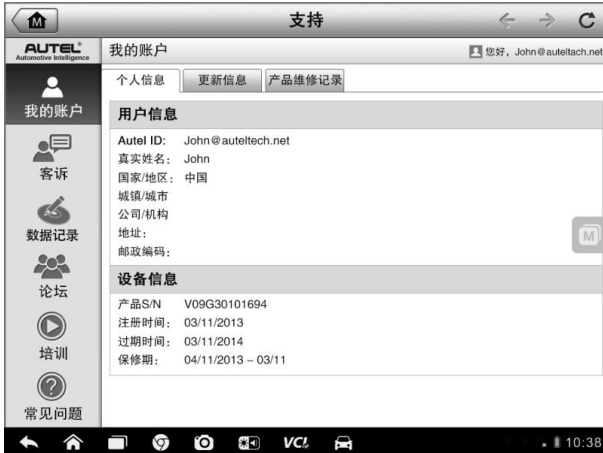 支持
AUTEL
Automotive Intelligence
我的账户
您好，John@auteltach.net
个人信息
更新信息
产品维修记录
我的账户
客诉
数据记录
论坛
培训
常见问题
用户信息
Autel ID: John@auteltech.net
真实姓名： John
国家/地区： 中国
城镇/城市
公司/机构
地址：
邮政编码：
设备信息
产品S/N V09G30101694
注册时间： 03/11/2013
过期时间： 03/11/2014
保修期： 04/11/2013 – 03/11
M
M
VCI
10:38